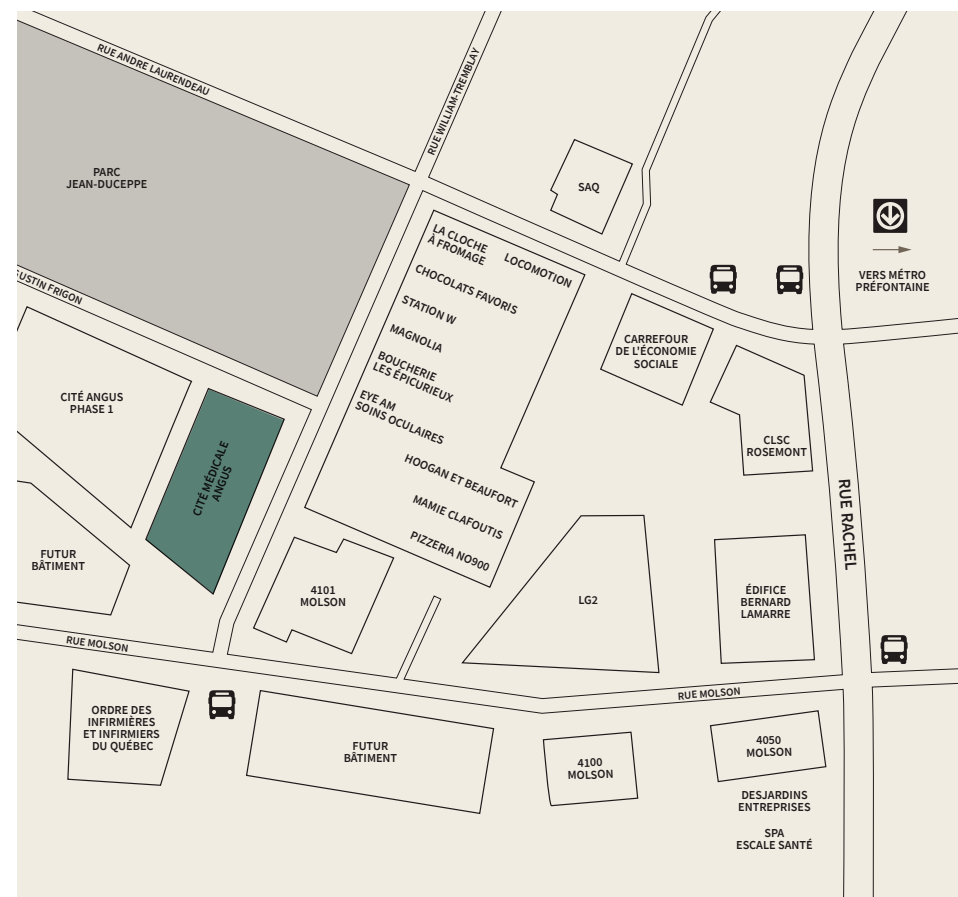 RUE ANDRE LAURENDEAU
RUE WILLIAM-TREMBLAY
PARC
JEAN-DUCEPPE
SAQ
LA CLOCHE
À FROMAGE
LOCOMOTION
CHOCOLATS FAVORIS
STATION W
MAGNOLIA
BOUCHERIE
LES ÉPICURIEUX
EYE AM
SOINS OCULAIRES
HOOGAN ET BEAUFORT
MAMIE CLAFOUTIS
PIZZERIA NO900
VERS MÉTRO
PRÉFONTAINE
GUSTIN FRIGON
CARREFOUR
DE L'ÉCONOMIE
SOCIALE
CITÉ ANGUS
PHASE 1
CITÉ MÉDICALE
ANGUS
CLSC
ROSEMONT
RUE RACHEL
FUTUR
BÂTIMENT
4101
MOLSON
LG2
ÉDIFICE
BERNARD
LAMARRE
RUE MOLSON
RUE MOLSON
ORDRE DES
INFIRMIÈRES
ET INFIRMIERS
DU QUÉBEC
FUTUR
BÂTIMENT
4100
MOLSON
4050
MOLSON
DESJARDINS
ENTREPRISES
SPA
ESCALE SANTÉ